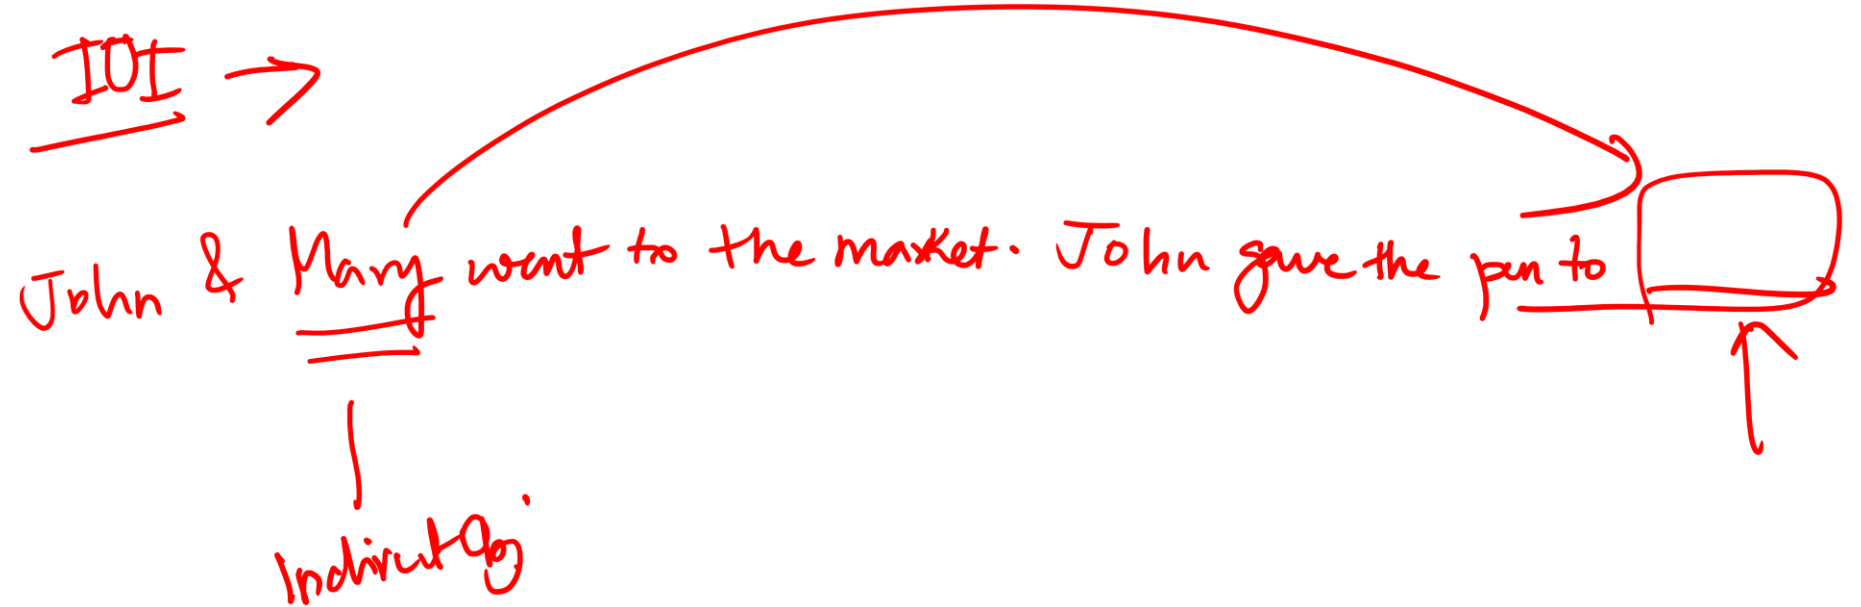 IOI →
John & Mary went to the market. John gave the pen to
Indirect Obj.